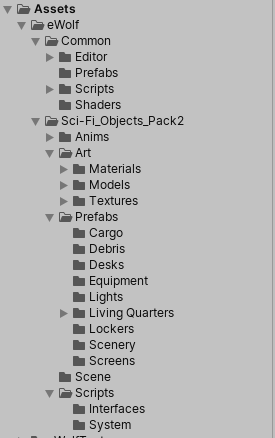 Assets
eWolf
Common
Editor
Prefabs
Scripts
Shaders
Sci-Fi_Objects_Pack2
Anims
Art
Materials
Models
Textures
Prefabs
Cargo
Debris
Desks
Equipment
Lights
Living Quarters
Lockers
Scenery
Screens
Scene
Scripts
Interfaces
System